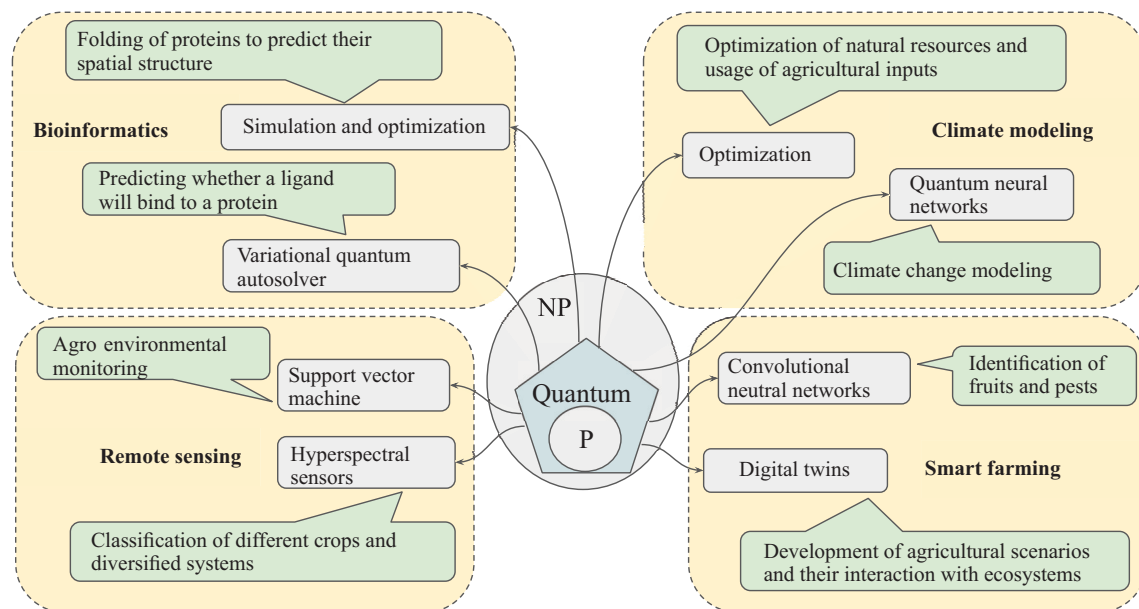 Folding of proteins to predict their
spatial structure
Bioinformatics
Simulation and optimization
Predicting whether a ligand
will bind to a protein
Variational quantum
autosolver
Optimization of natural resources and
usage of agricultural inputs
Climate modeling
Optimization
Quantum neural
networks
Climate change modeling
NP
Quantum
P
Agro environmental
monitoring
Support vector
machine
Remote sensing
Hyperspectral
sensors
Classification of different crops and
diversified systems
Convolutional
neutral networks
Identification of
fruits and pests
Digital twins
Smart farming
Development of agricultural scenarios
and their interaction with ecosystems